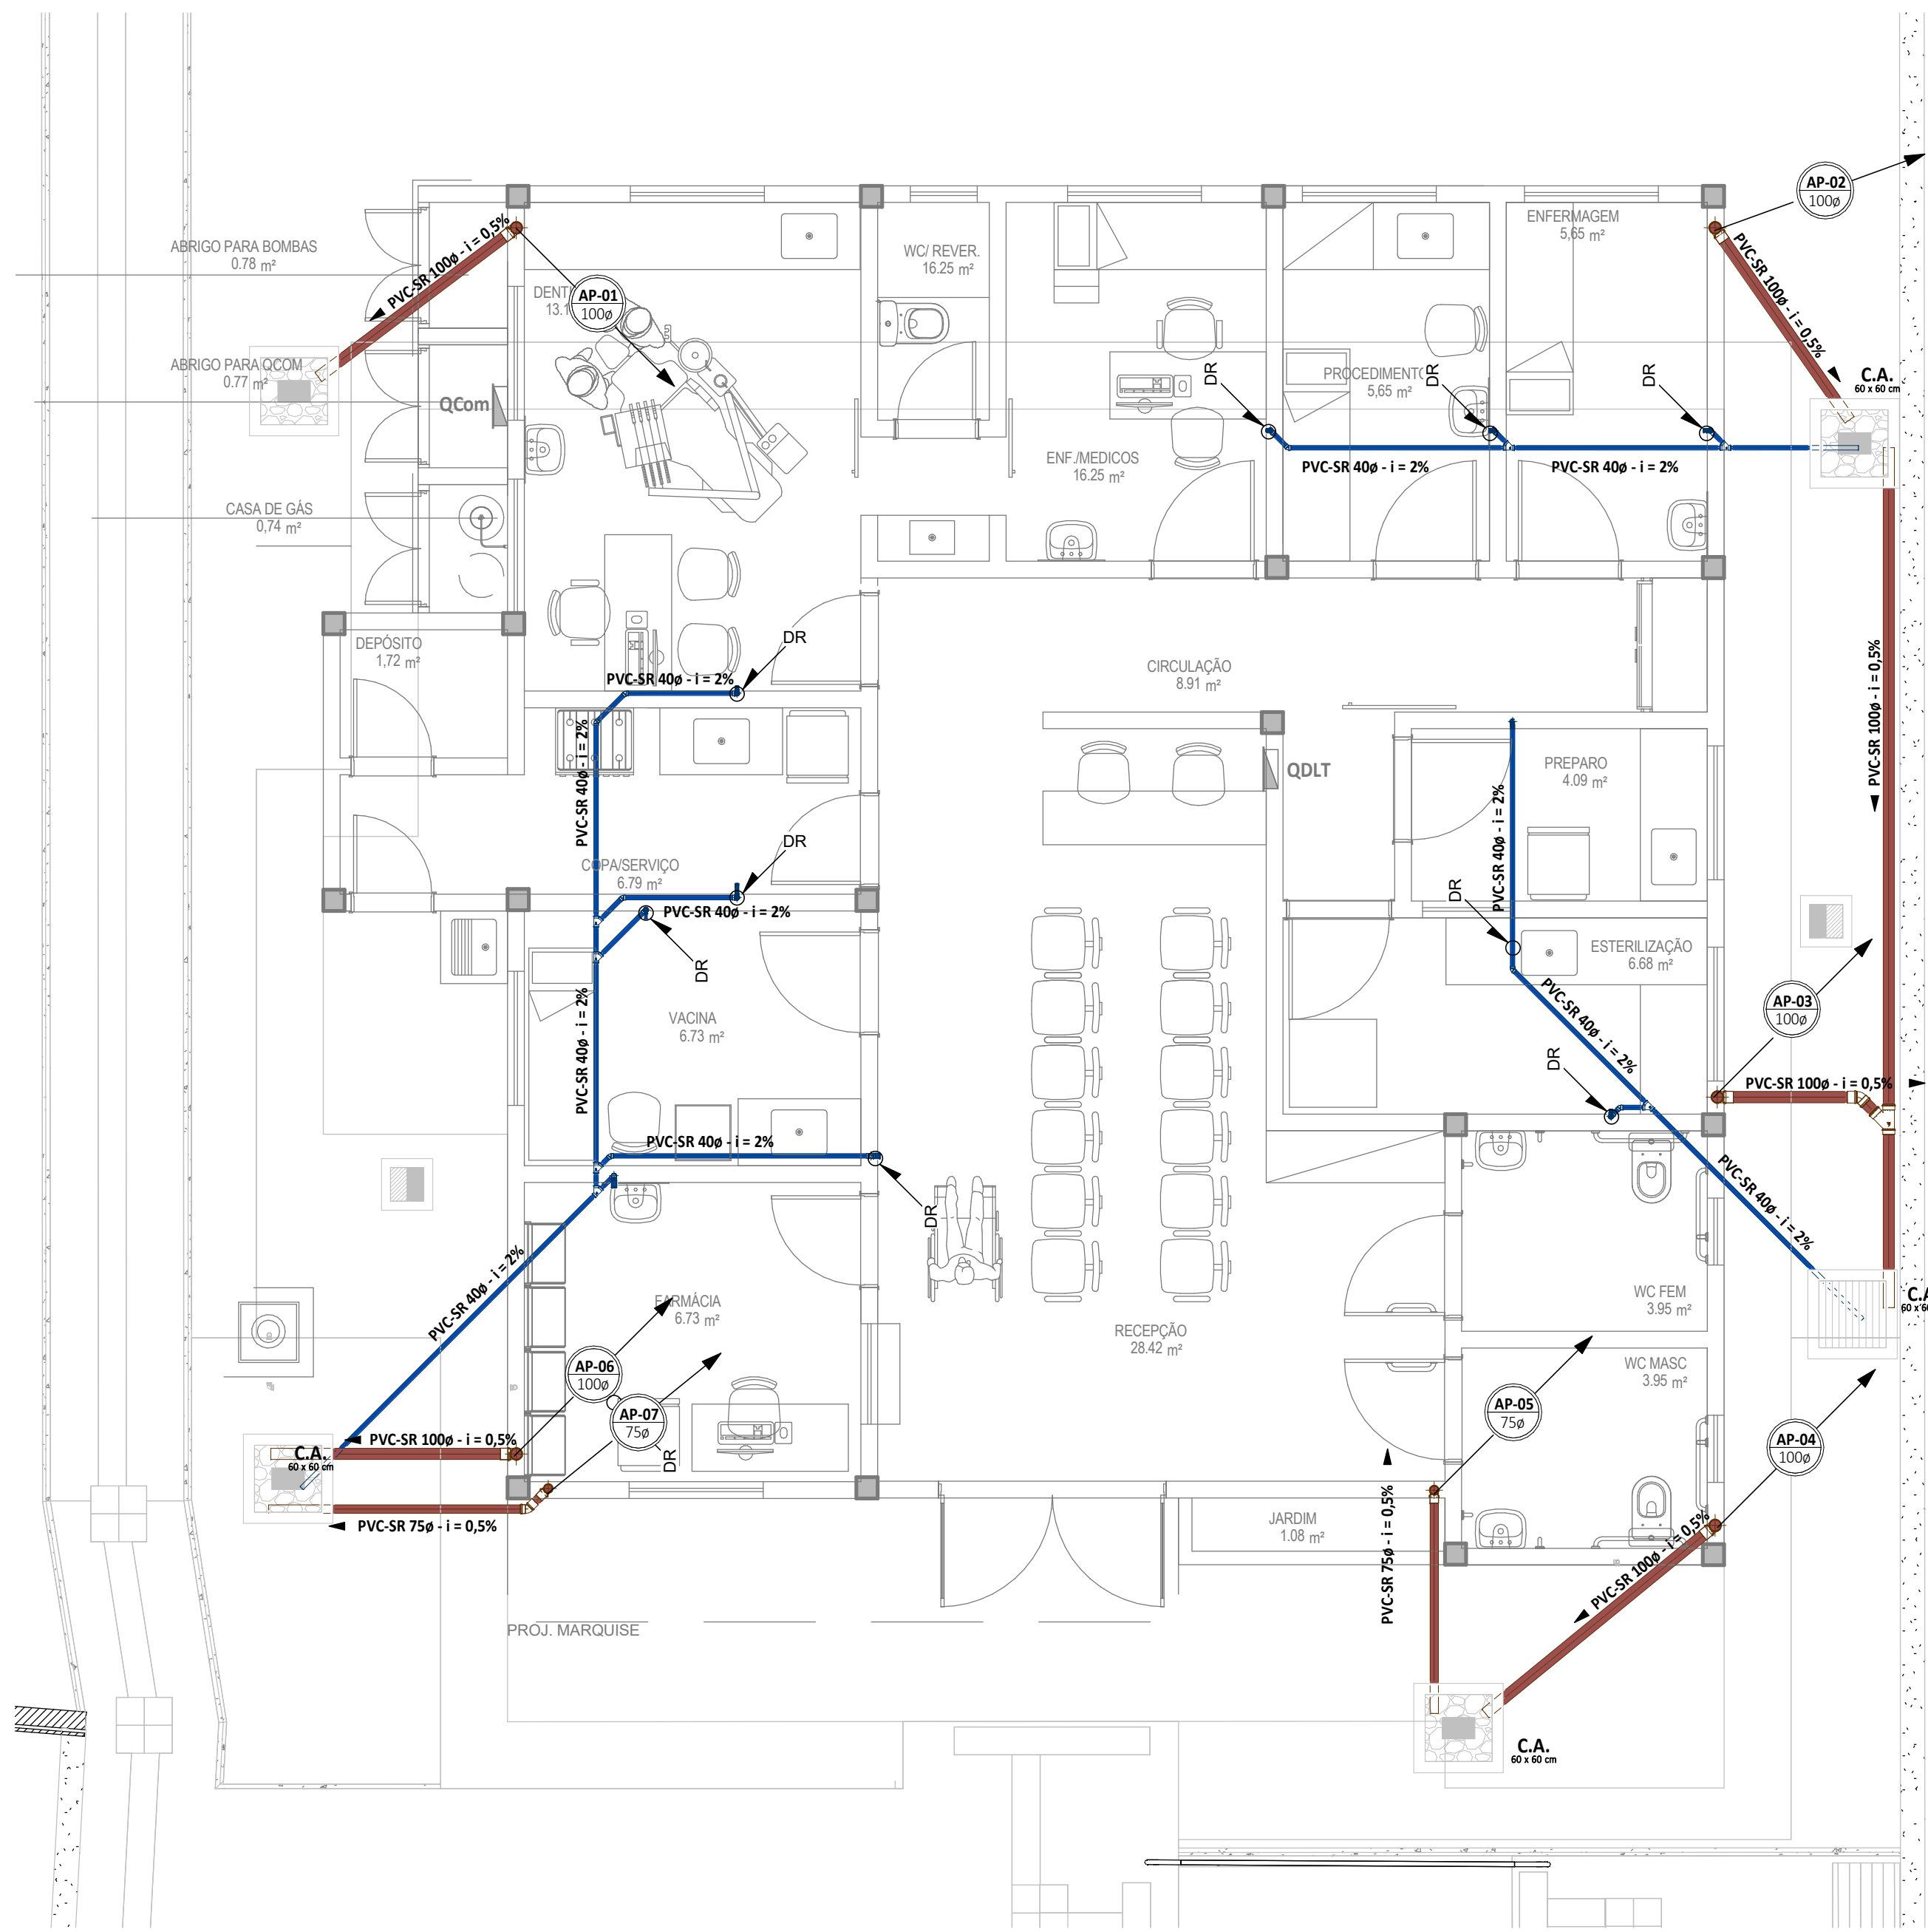 AP-02
100ø
ENFERMAGEM
5,65 m²
ABRIGO PARA BOMBAS
0.78 m²
PVC-SR 100ø - i = 0,5%
WC/ REVER.
16.25 m²
AP-01
100ø
PVC-SR 100ø - i = 0,5%
ABRIGO PARA QCOM
0.77 m²
QCom
DR
PROCEDIMENTO
5,65 m²
DR
DR
C.A.
60 x 60 cm
ENF./MEDICOS
16.25 m²
PVC-SR 40ø - i = 2%
PVC-SR 40ø - i = 2%
CASA DE GÁS
0,74 m²
DEPÓSITO
1,72 m²
DR
PVC-SR 40ø - i = 2%
CIRCULAÇÃO
8.91 m²
PVC-SR 100ø - i = 0,5%
PVC-SR 40ø - i = 2%
QDLT
PREPARO
4.09 m²
PVC-SR 40ø - i = 2%
DR
COPA/SERVIÇO
6.79 m²
PVC-SR 40ø - i = 2%
DR
DR
ESTERILIZAÇÃO
6.68 m²
VACINA
6.73 m²
PVC-SR 40ø - i = 2%
PVC-SR 40ø - i = 2%
AP-03
100ø
DR
PVC-SR 100ø - i = 0,5%
PVC-SR 40ø - i = 2%
PVC-SR 40ø - i = 2%
DR
PVC-SR 40ø - i = 2%
FARMÁCIA
6.73 m²
RECEPÇÃO
28.42 m²
WC FEM
3.95 m²
C.A
WC MASC
3.95 m²
AP-06
100ø
AP-07
75ø
AP-05
75ø
AP-04
100ø
PVC-SR 100ø - i = 0,5%
C.A.
60 x 60 cm
DR
PVC-SR 75ø - i = 0,5%
JARDIM
1.08 m²
PVC-SR 75ø - i = 0,5%
PVC-SR 100ø - i = 0,5%
PROJ. MARQUISE
C.A.
60 x 60 cm